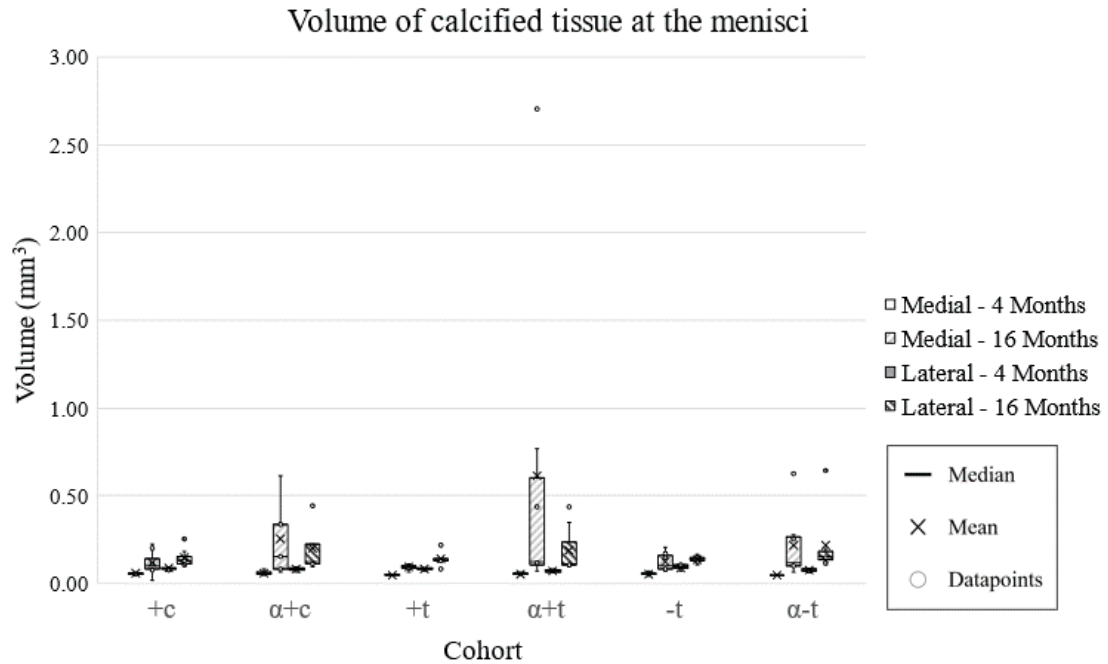 Volume of calcified tissue at the menisci
3.00
2.50
2.00
1.50
1.00
0.50
0.00
Volume (mm³)
+c
α+c
+t
α+t
-t
α-t
Cohort
Medial - 4 Months
Medial - 16 Months
Lateral - 4 Months
Lateral - 16 Months
Median
Mean
Datapoints